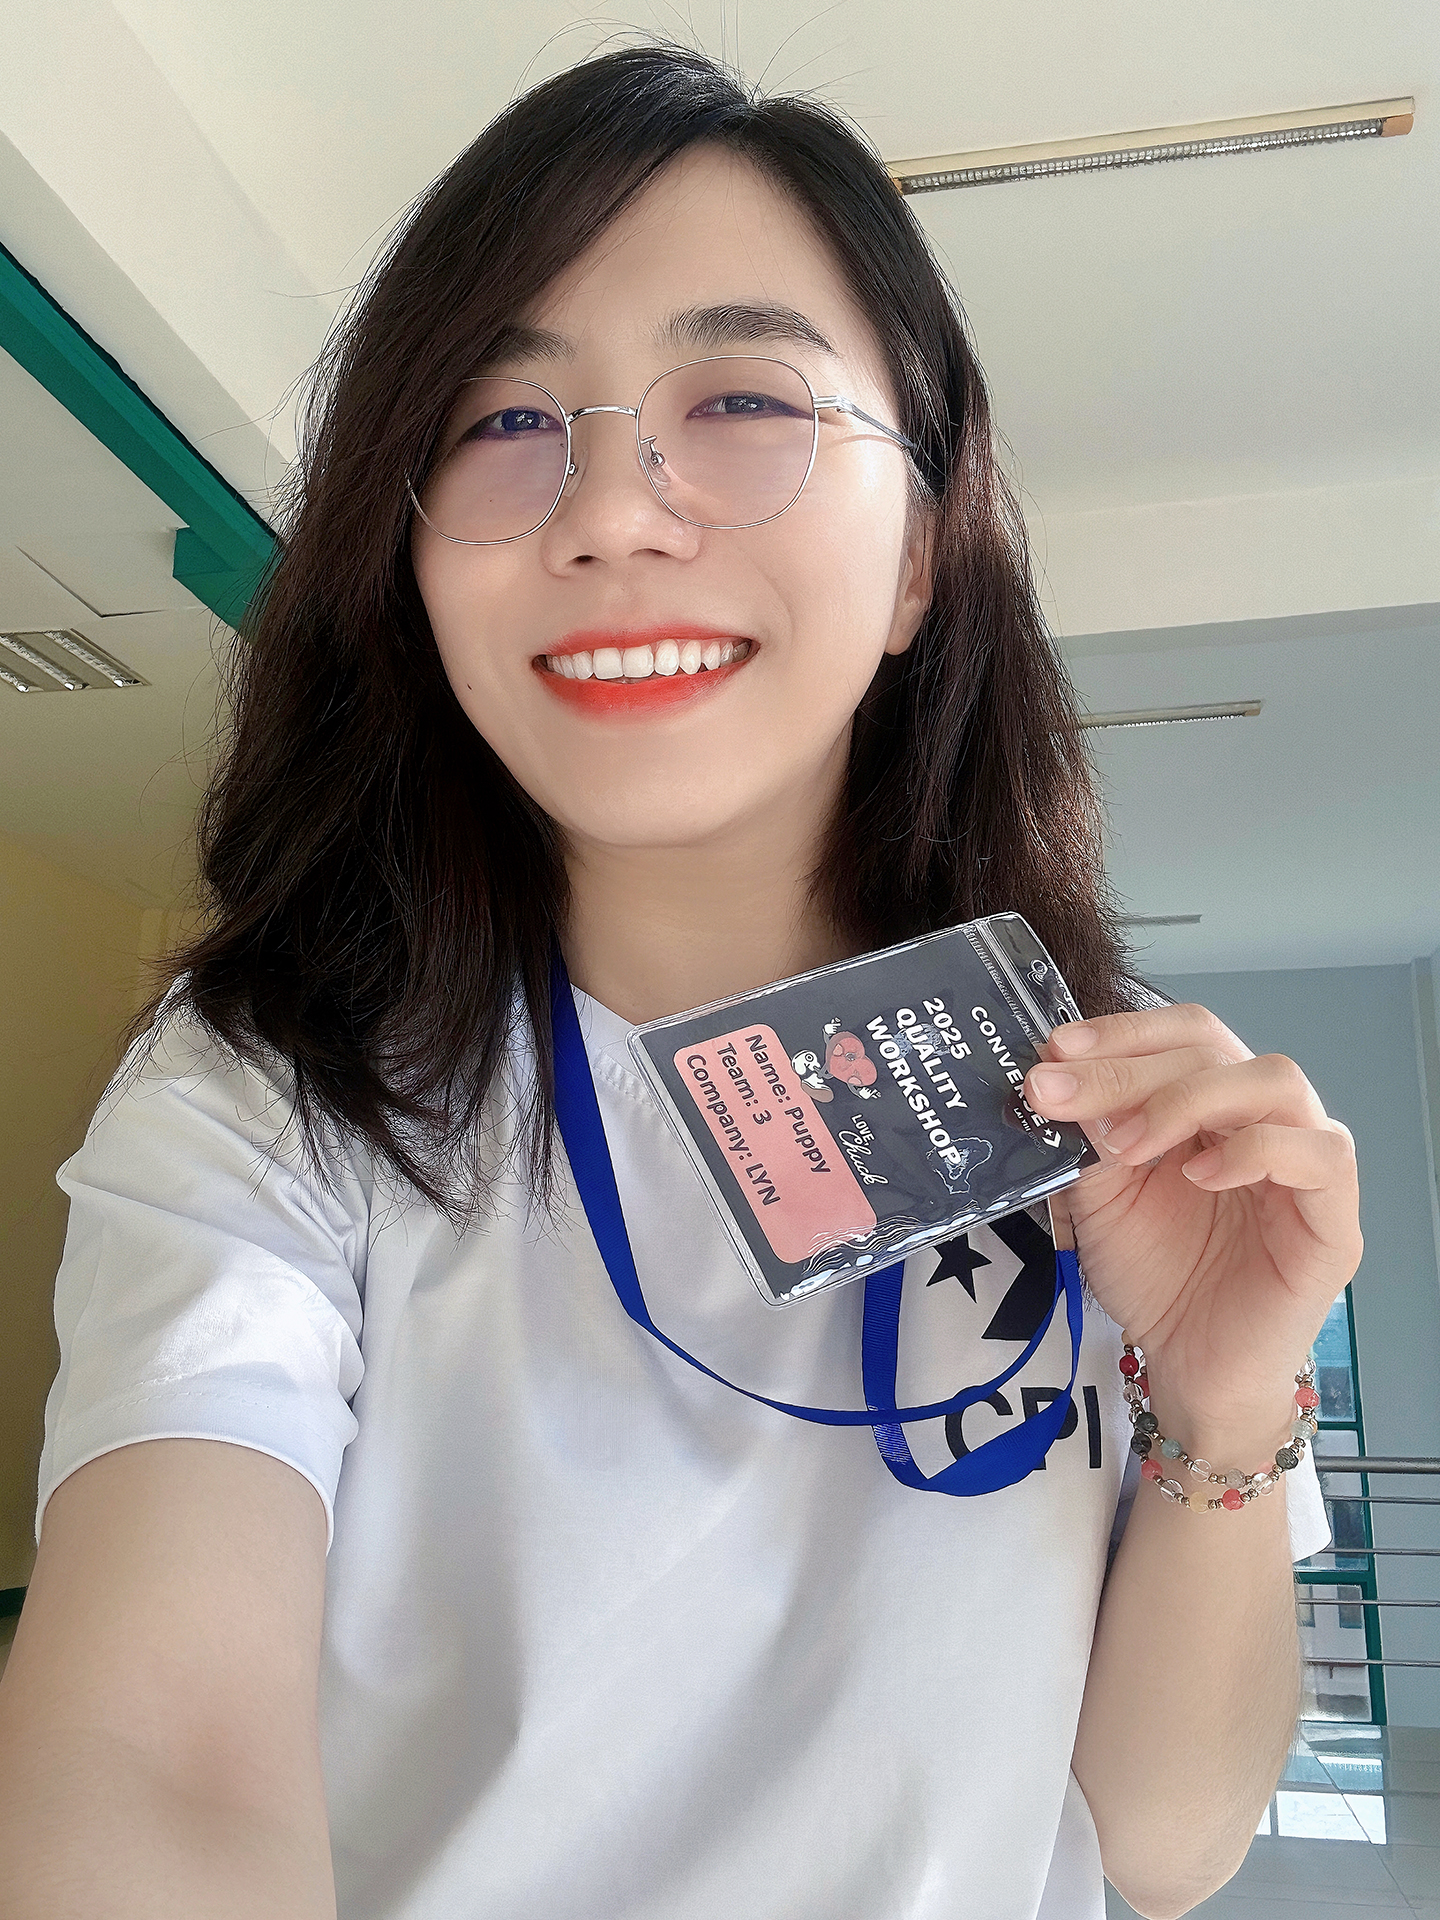 CONVERSE
2025
QUALITY
WORKSHOP
LOVE,
Chuck
Name: Puppy
Team: 3
Company: LYN
CPI